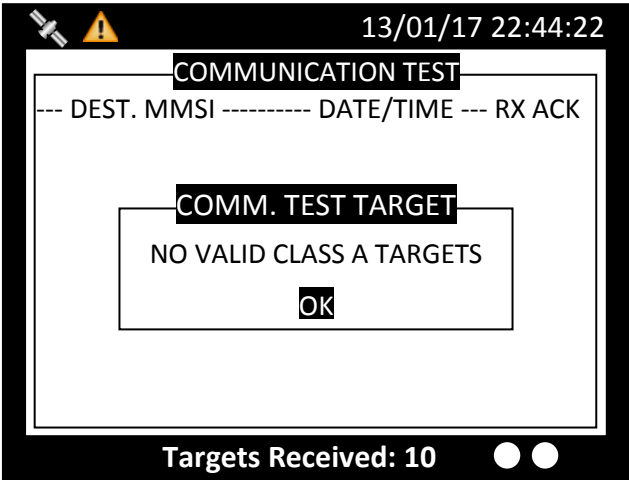 13/01/17 22:44:22
COMMUNICATION TEST
--- DEST. MMSI ---------- DATE/TIME --- RX ACK
COMM. TEST TARGET
NO VALID CLASS A TARGETS
OK
Targets Received: 10